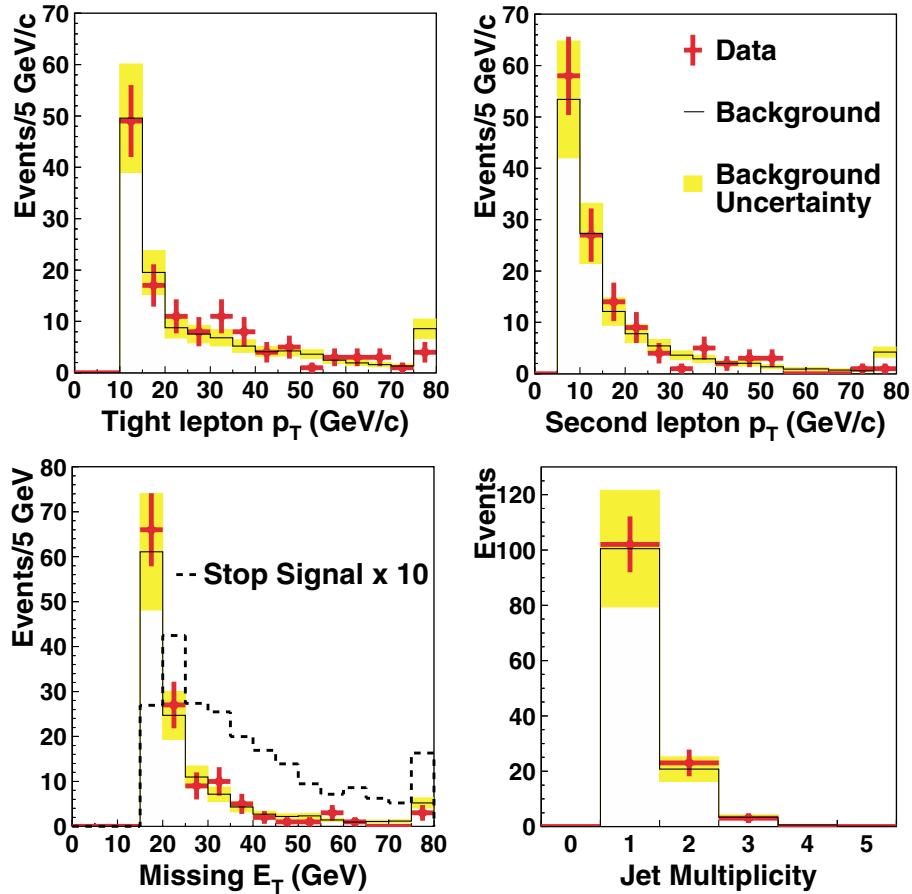 Events/5 GeV/c
60
50
40
30
20
10
0
0 10 20 30 40 50 60 70 80
Tight lepton pT (GeV/c)
Events/5 GeV/c
70
60
50
40
30
20
10
0
0 10 20 30 40 50 60 70 80
Second lepton pT (GeV/c)
Data
Background
Background
Uncertainty
Events/5 GeV
80
70
60
50
40
30
20
10
0
0 10 20 30 40 50 60 70 80
Missing ET (GeV)
Stop Signal x 10
Events
120
100
80
60
40
20
0
0 1 2 3 4 5
Jet Multiplicity